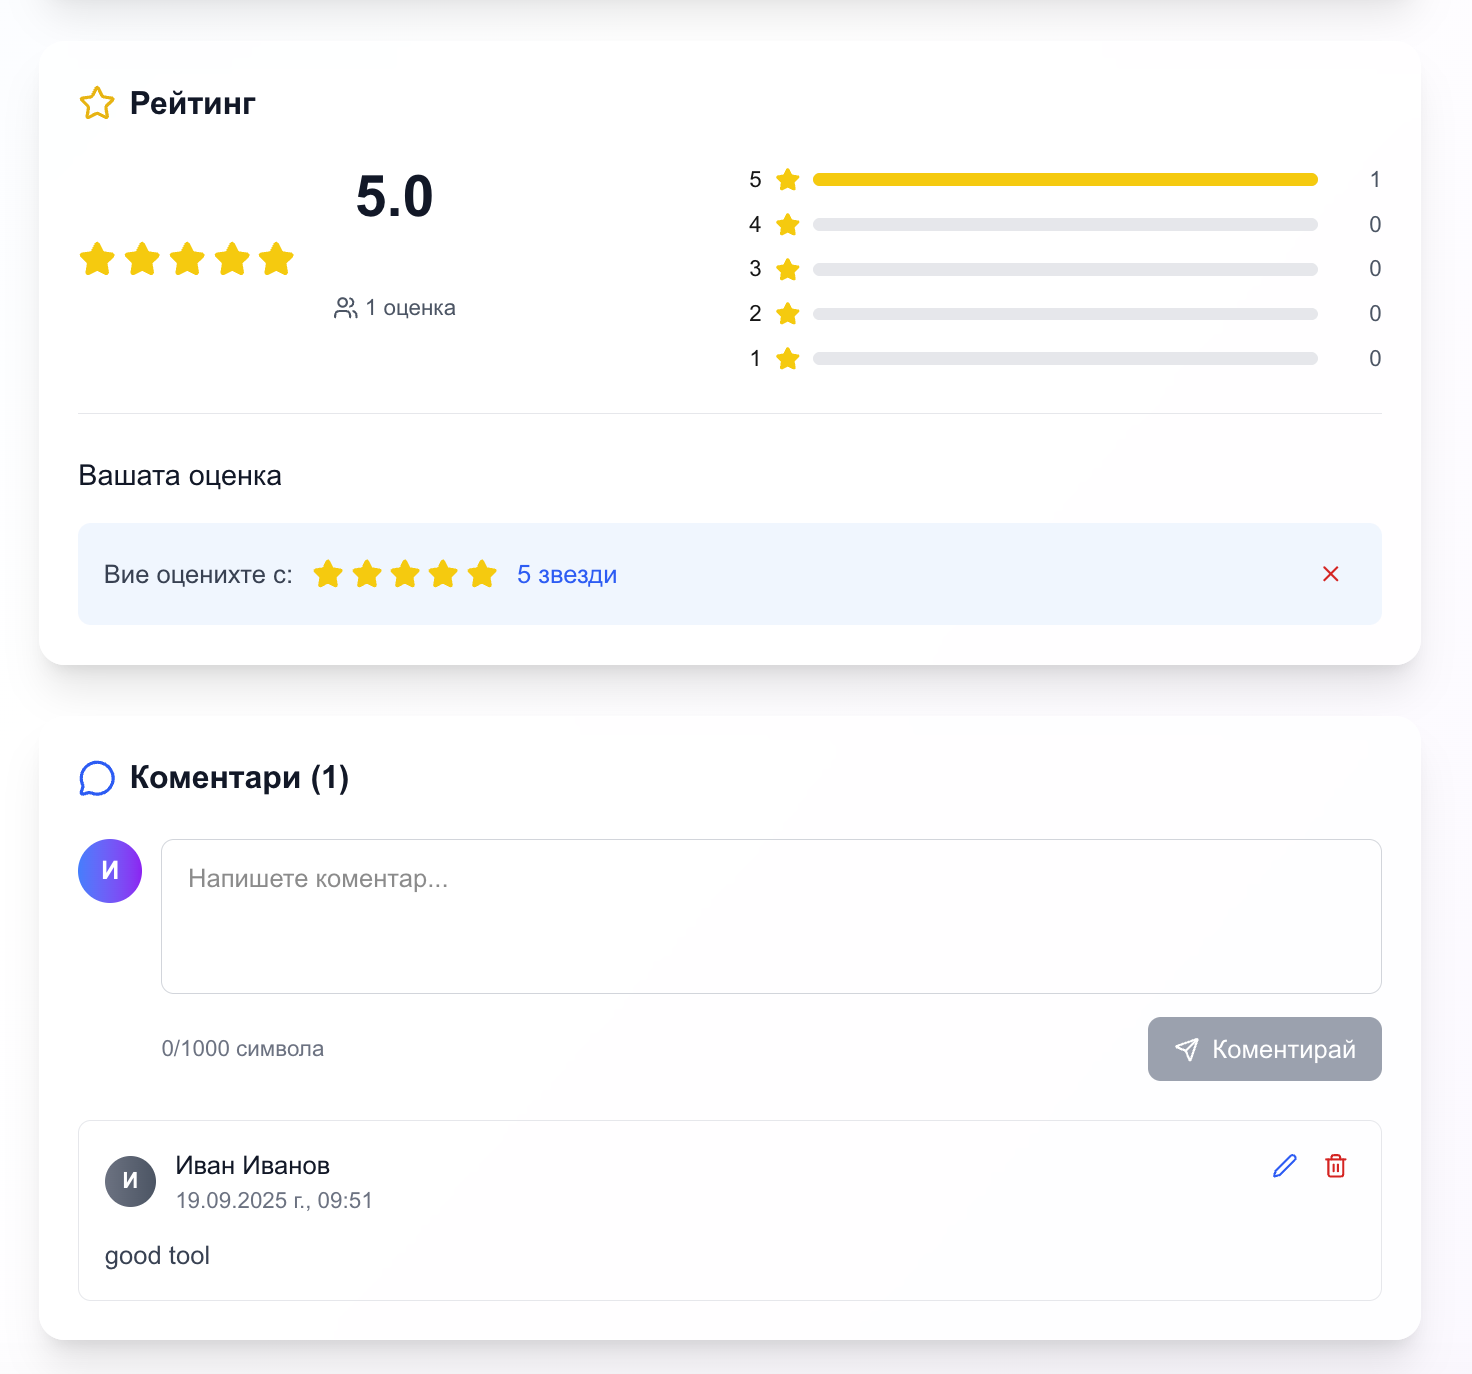 Рейтинг
5.0
1 оценка
5 1
4 0
3 0
2 0
1 0
Вашата оценка
Вие оценихте с: 5 звезди
Коментари (1)
И
Напишете коментар...
0/1000 символа
Коментирай
И
Иван Иванов
19.09.2025 г., 09:51
good tool